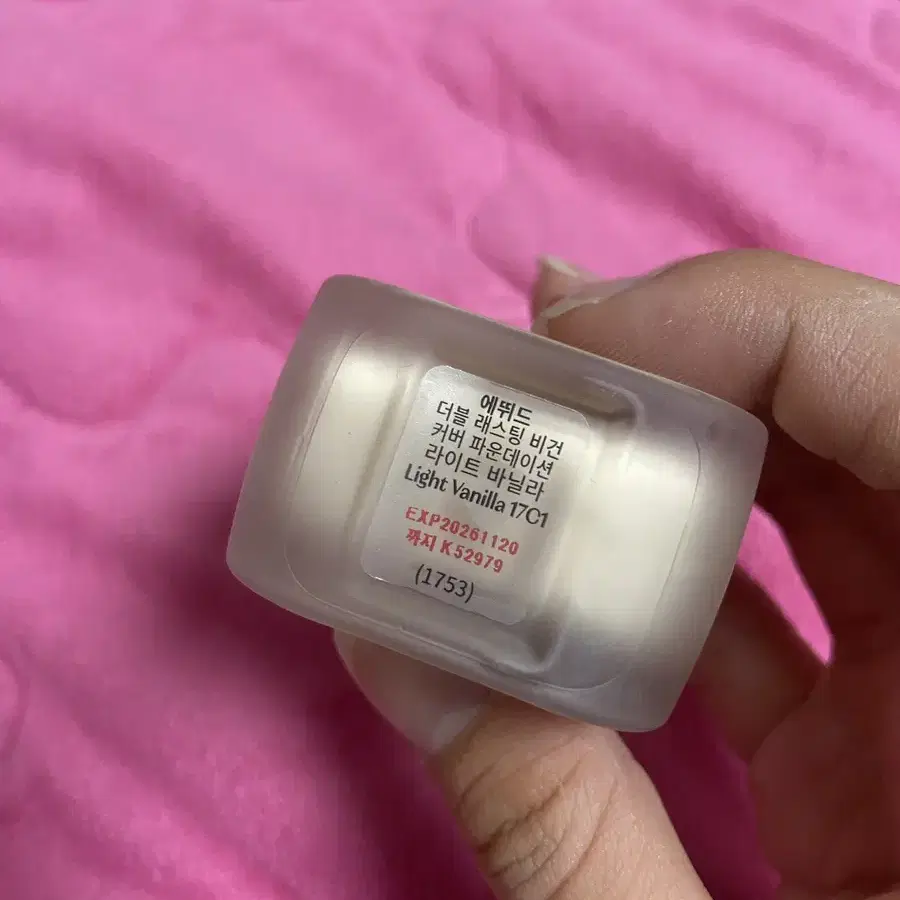 에뛰드
더블 래스팅 비건
커버 파운데이션
라이트 바닐라
Light Vanilla 17C1
EXP20261120
까지 K52979
(1753)